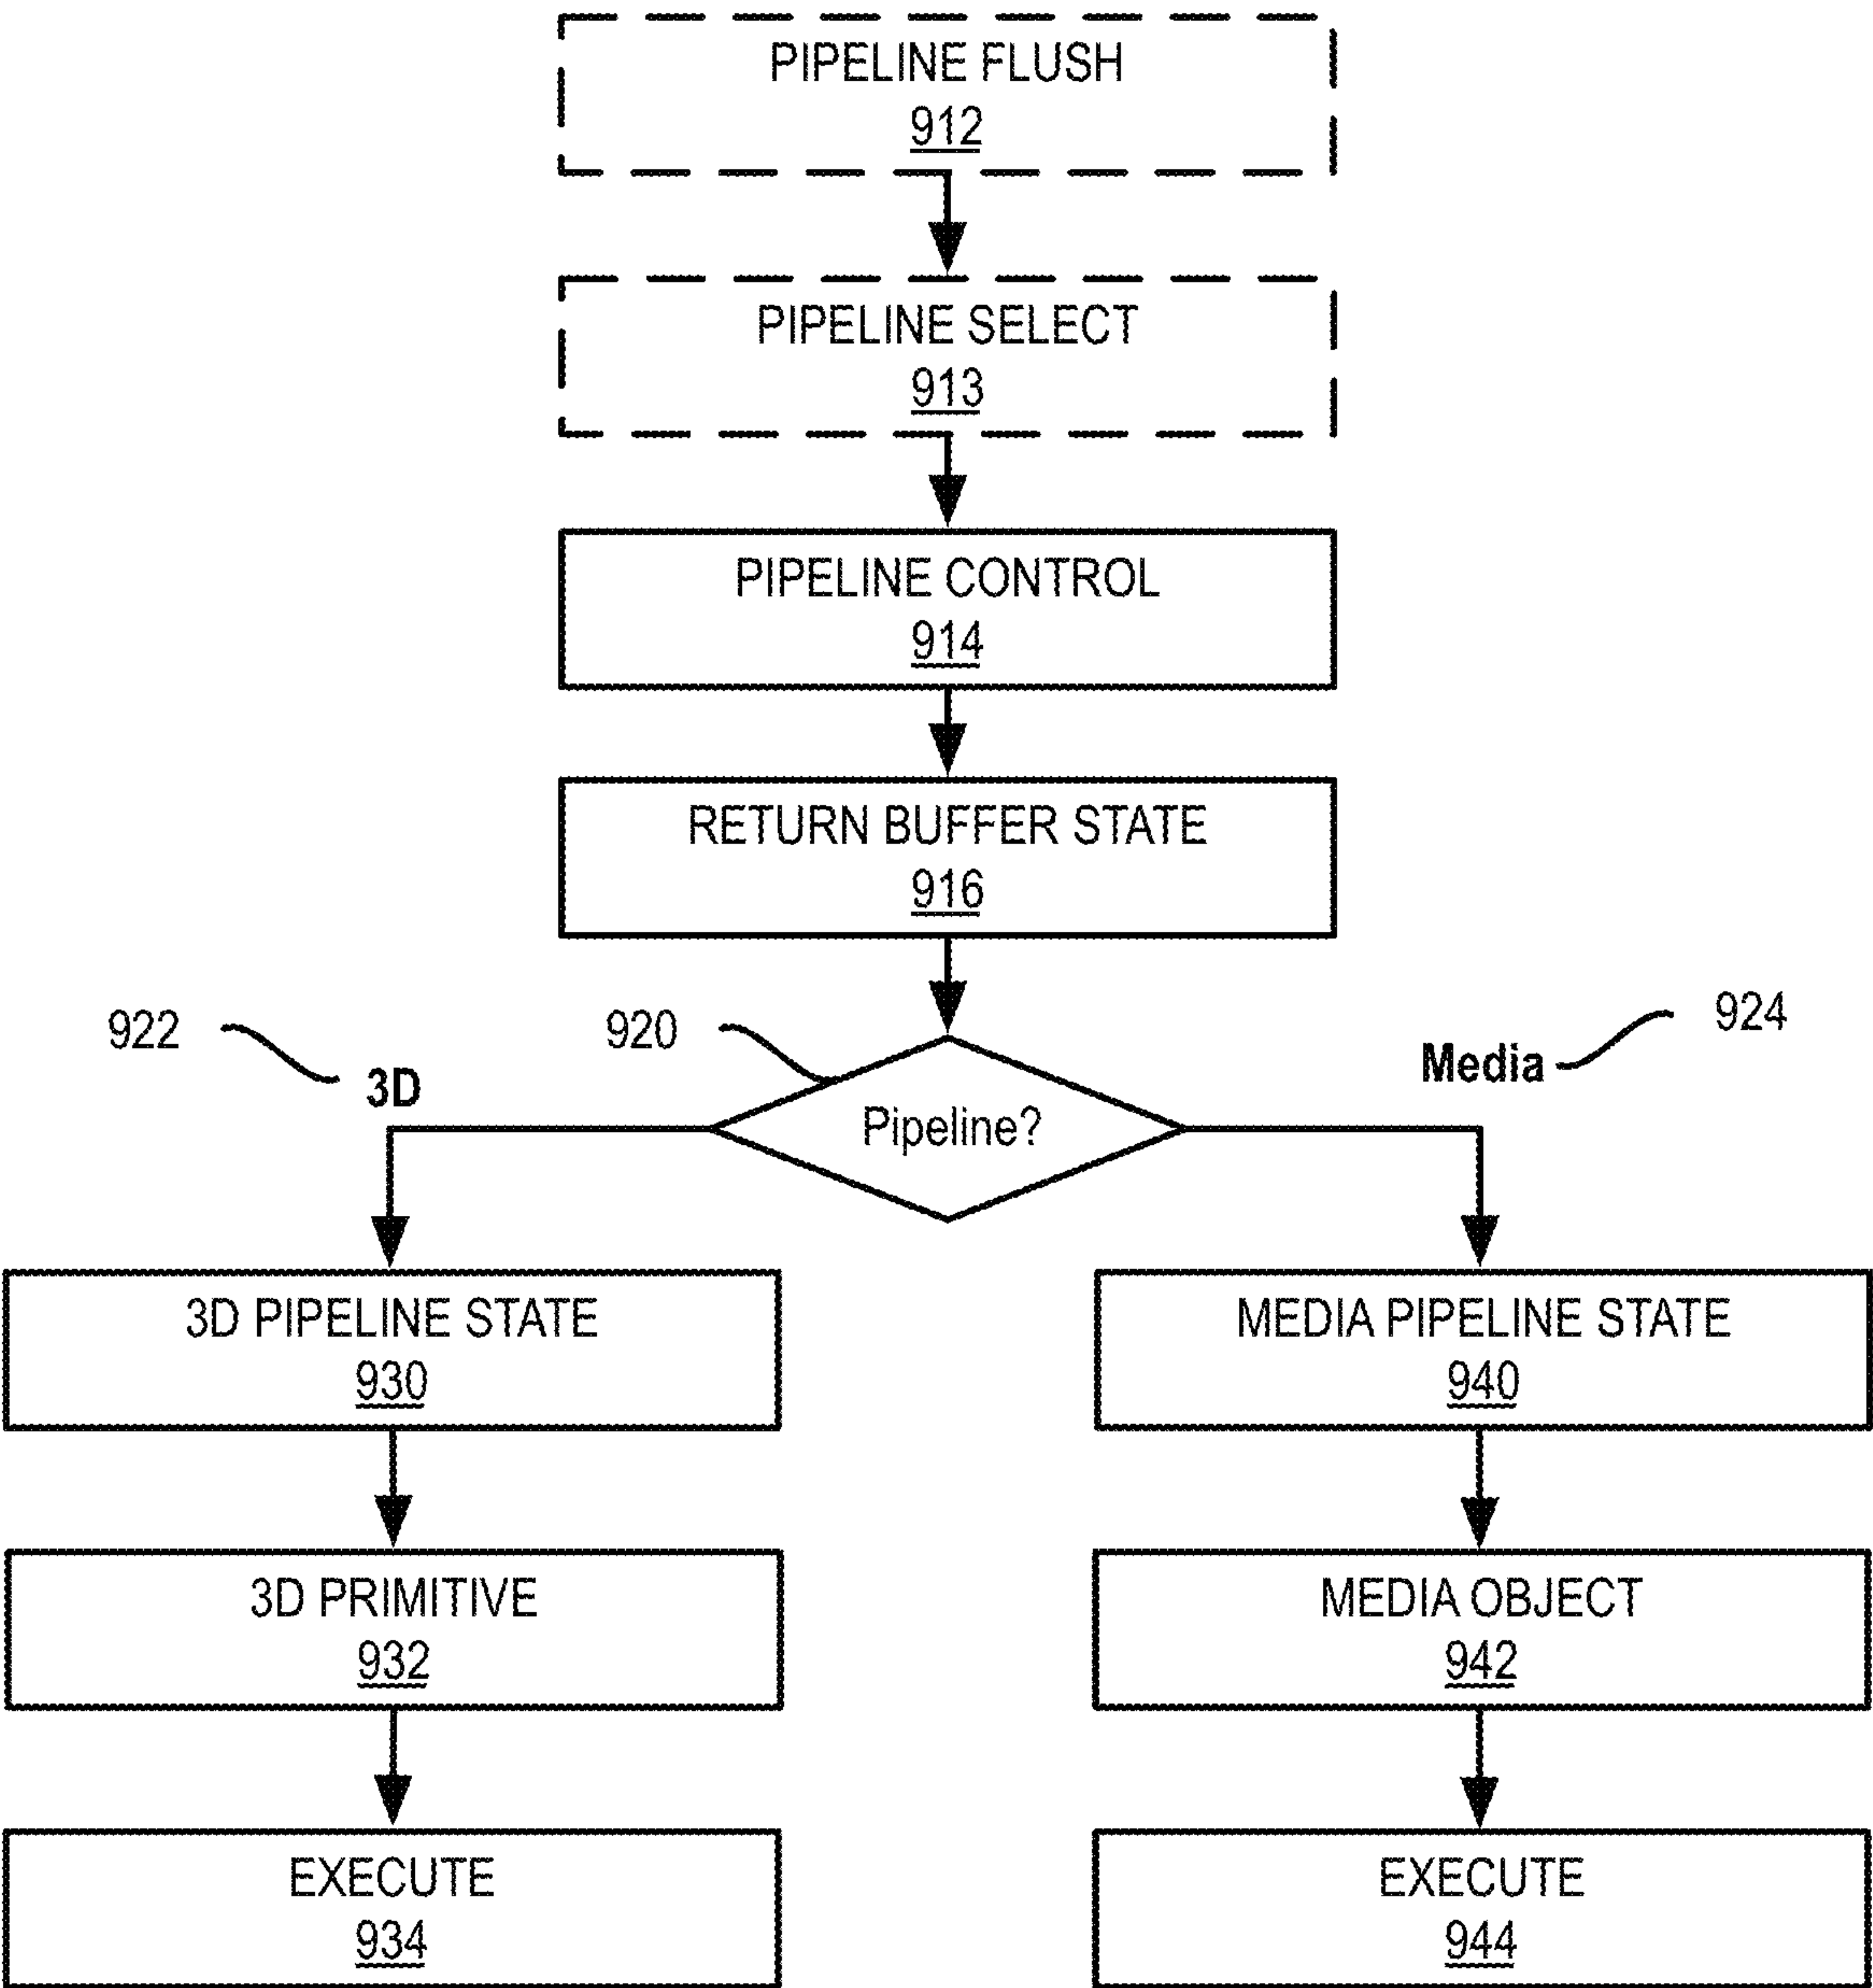 PIPELINE FLUSH
912
PIPELINE SELECT
913
PIPELINE CONTROL
914
RETURN BUFFER STATE
916
922
920
924
3D
Media
Pipeline?
3D PIPELINE STATE
930
MEDIA PIPELINE STATE
940
3D PRIMITIVE
932
MEDIA OBJECT
942
EXECUTE
934
EXECUTE
944